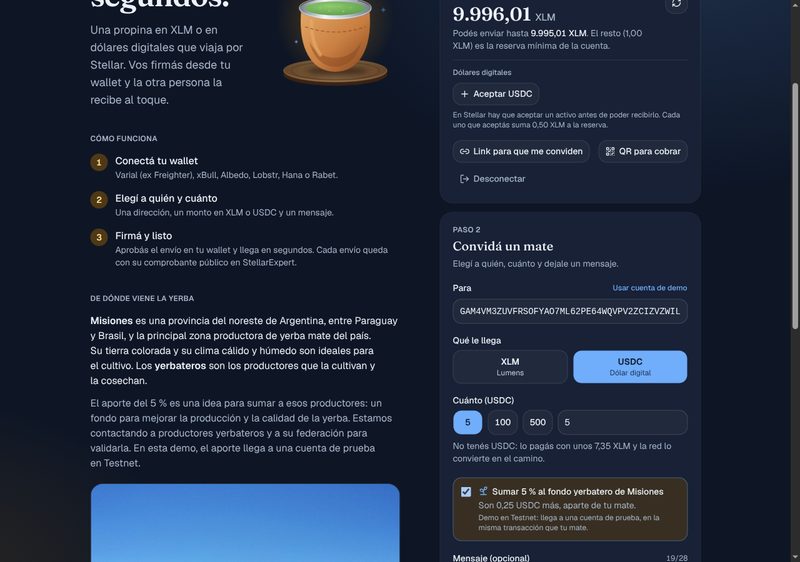 segundos.
Una propina en XLM o en
dólares digitales que viaja por
Stellar. Vos firmás desde tu
wallet y la otra persona la
recibe al toque.
CÓMO FUNCIONA
1
Conectá tu wallet
Varial (ex Freighter), xBull, Albedo, Lobstr, Hana o Rabet.
2
Elegí a quién y cuánto
Una dirección, un monto en XLM o USDC y un mensaje.
3
Firmá y listo
Aprobás el envío en tu wallet y llega en segundos. Cada envío queda
con su comprobante público en StellarExpert.
DE DÓNDE VIENE LA YERBA
Misiones es una provincia del noreste de Argentina, entre Paraguay
y Brasil, y la principal zona productora de yerba mate del país.
Su tierra colorada y su clima cálido y húmedo son ideales para
el cultivo. Los yerbateros son los productores que la cultivan y
la cosechan.
El aporte del 5 % es una idea para sumar a esos productores: un
fondo para mejorar la producción y la calidad de la yerba. Estamos
contactando a productores yerbateros y a su federación para
validarla. En esta demo, el aporte llega a una cuenta de prueba
en Testnet.
9.996,01 XLM
Podés enviar hasta 9.995,01 XLM. El resto (1,00
XLM) es la reserva mínima de la cuenta.
Dólares digitales
+ Aceptar USDC
En Stellar hay que aceptar un activo antes de poder recibirlo. Cada
uno que aceptás suma 0,50 XLM a la reserva.
Link para que me conviden
QR para cobrar
Desconectar
PASO 2
Convidá un mate
Elegí a quién, cuánto y dejale un mensaje.
Para
Usar cuenta de demo
GAM4VM3ZUVFRSOFYAO7ML62PE64WQVPV2ZCIZVZWIL
Qué le llega
XLM
Lumens
USDC
Dólar digital
Cuánto (USDC)
5
100
500
5
No tenés USDC: lo pagás con unos 7,35 XLM y la red lo
convierte en el camino.
Sumar 5 % al fondo yerbatero de Misiones
Son 0,25 USDC más, aparte de tu mate.
Demo en Testnet: llega a una cuenta de prueba, en la
misma transacción que tu mate.
Mensaje (opcional)
19/28